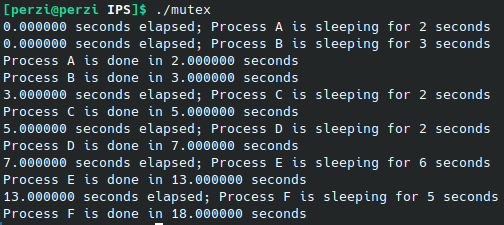 [perzi@perzi IPS]$ ./mutex
0.000000 seconds elapsed; Process A is sleeping for 2 seconds
0.000000 seconds elapsed; Process B is sleeping for 3 seconds
Process A is done in 2.000000 seconds
Process B is done in 3.000000 seconds
3.000000 seconds elapsed; Process C is sleeping for 2 seconds
Process C is done in 5.000000 seconds
5.000000 seconds elapsed; Process D is sleeping for 2 seconds
Process D is done in 7.000000 seconds
7.000000 seconds elapsed; Process E is sleeping for 6 seconds
Process E is done in 13.000000 seconds
13.000000 seconds elapsed; Process F is sleeping for 5 seconds
Process F is done in 18.000000 seconds